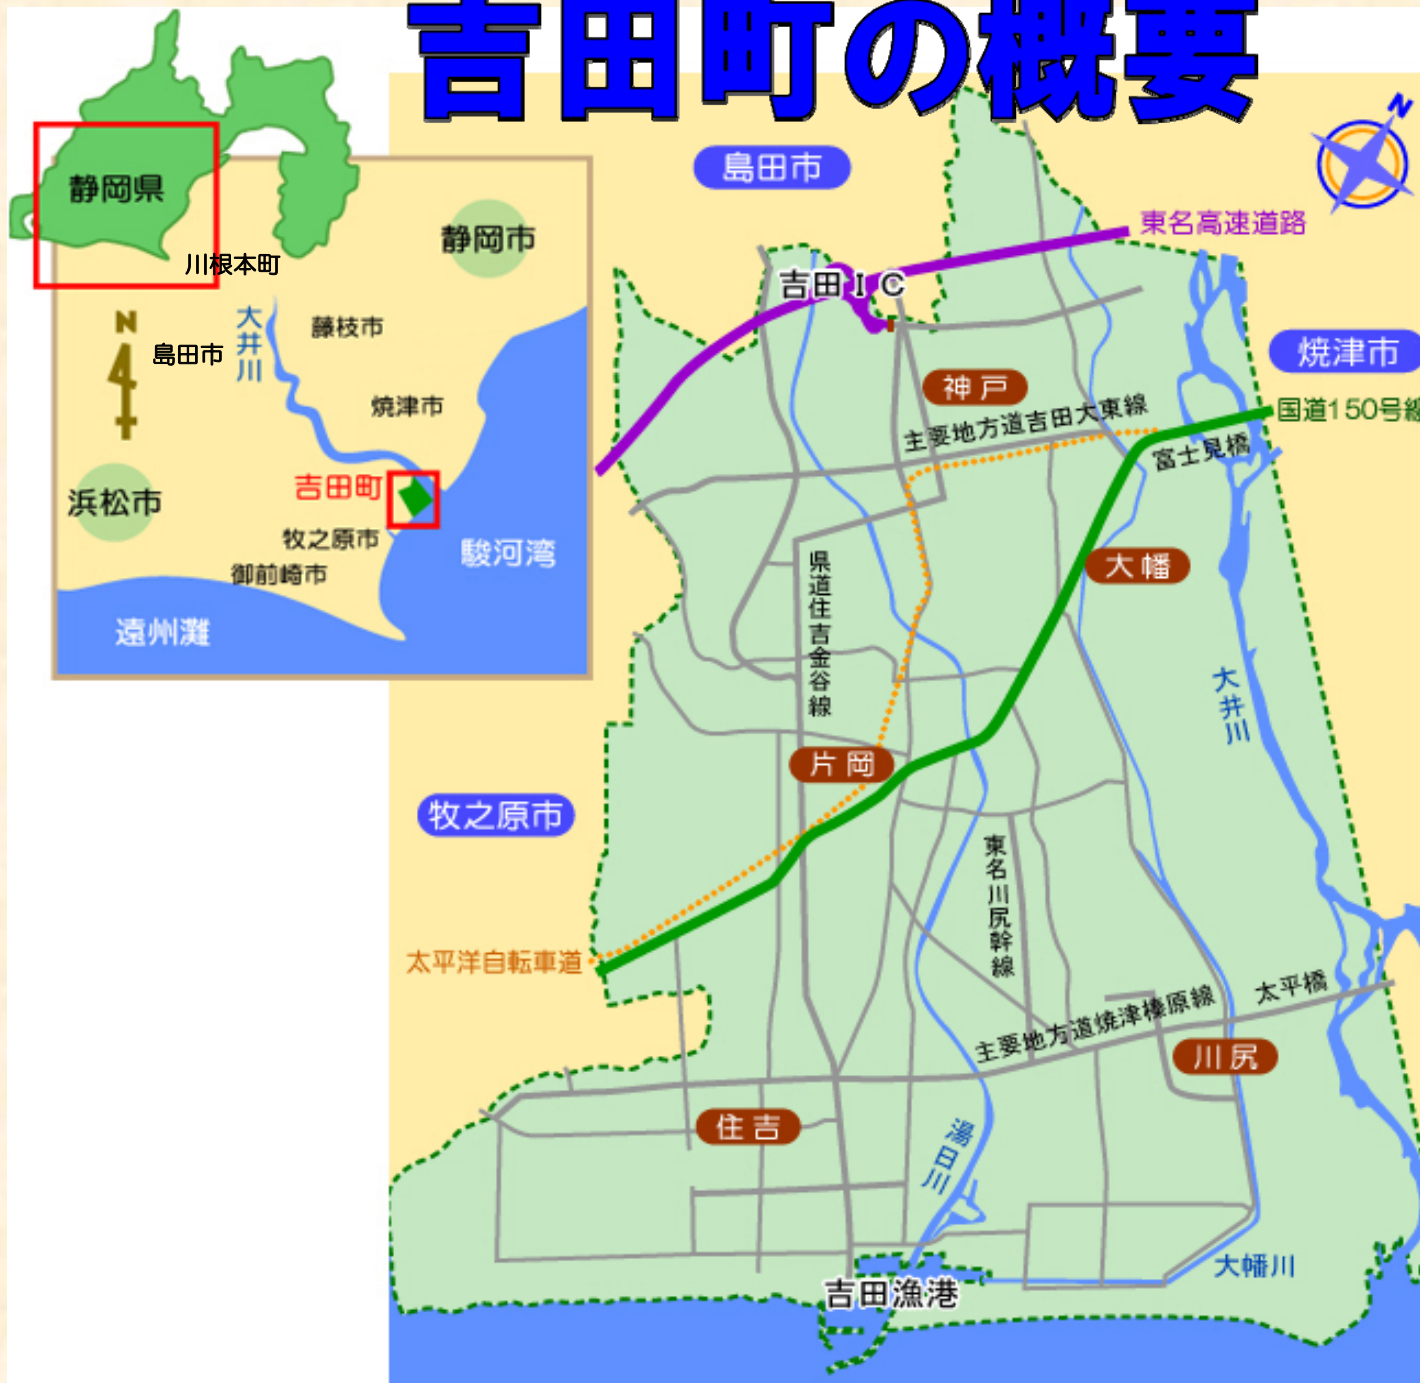 吉田町の概要
静岡県
静岡市
川根本町
大井川
藤枝市
N
島田市
焼津市
浜松市
吉田町
牧之原市
御前崎市
駿河湾
遠州灘
島田市
N
東名高速道路
吉田IC
焼津市
神戸
国道150号線
主要地方道吉田大東線
富士見橋
大幡
県道住吉金谷線
大井川
片岡
牧之原市
東名川尻幹線
太平洋自転車道
太平橋
主要地方道焼津榛原線
川尻
住吉
湯日川
大幡川
吉田漁港